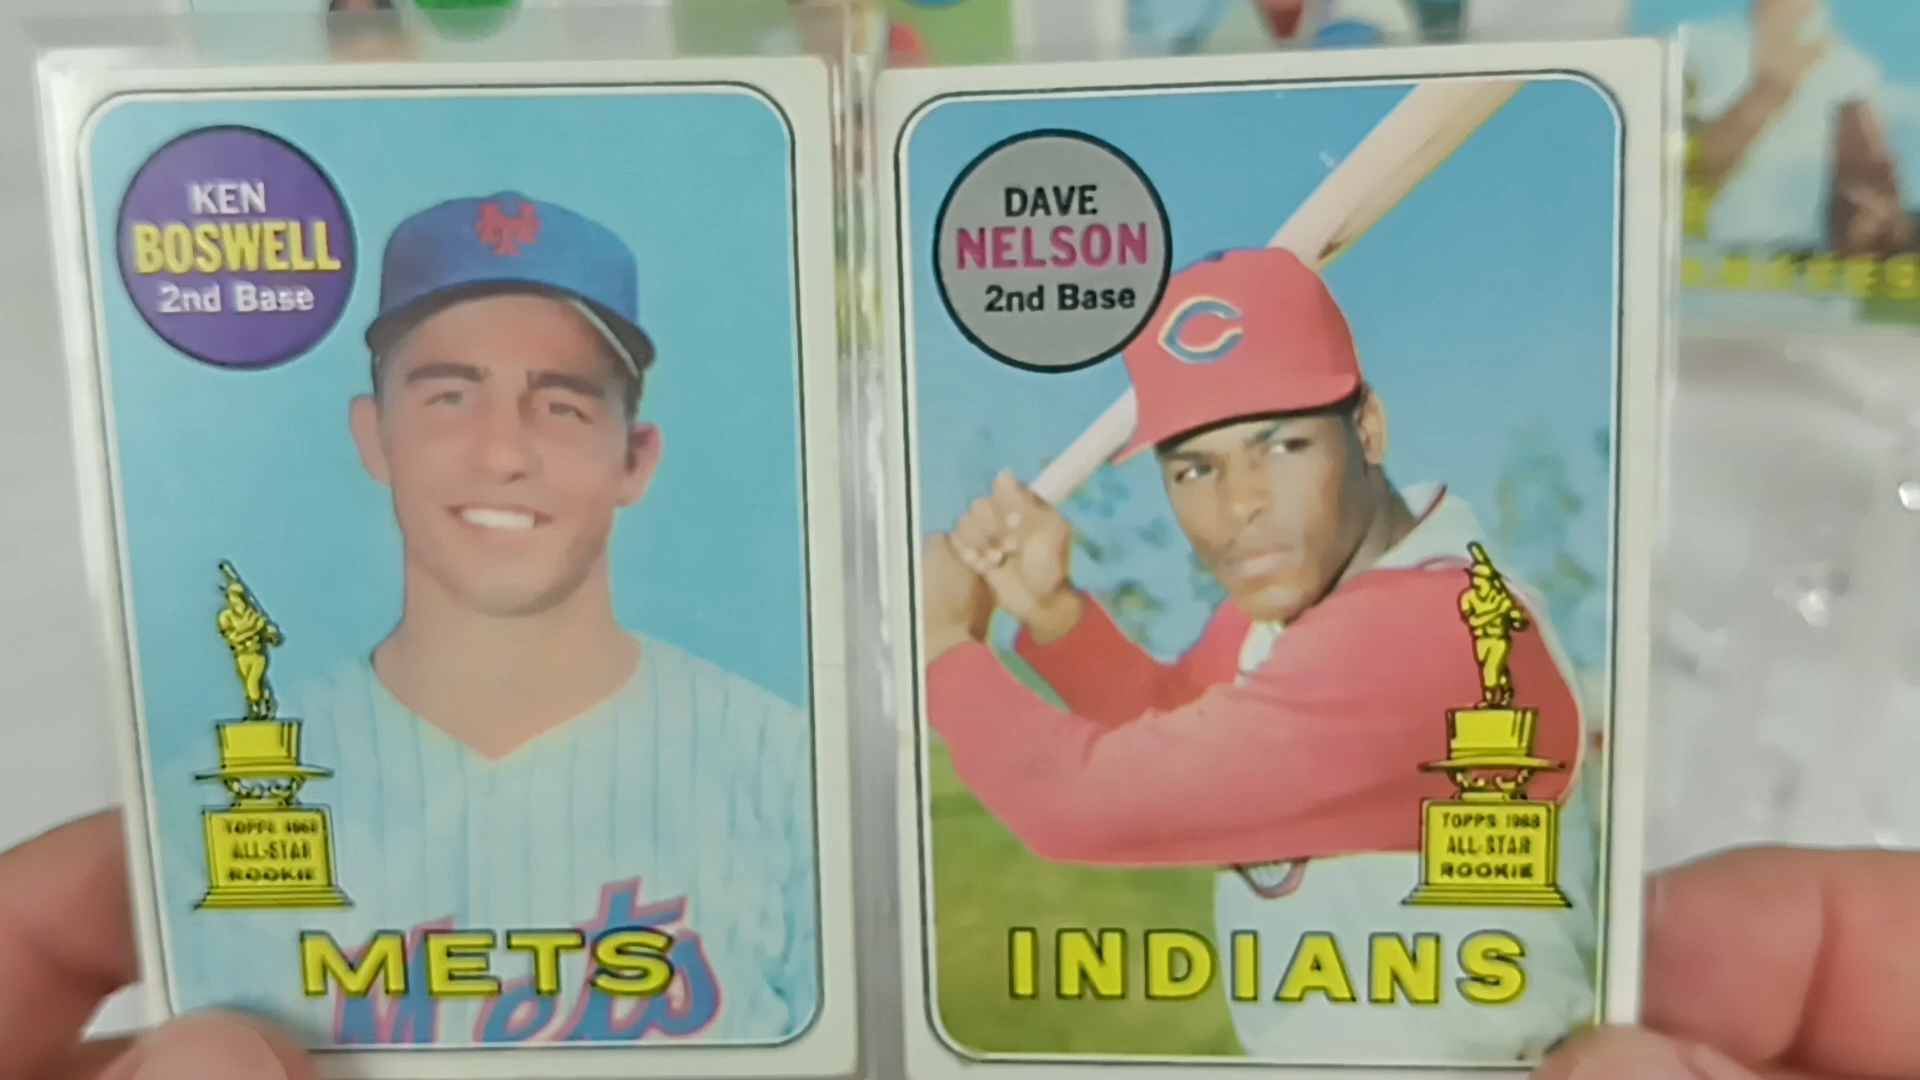 KEN
BOSWELL
2nd Base
TOPPS 1968
ALL-STAR
ROOKIE
Mets
METS
DAVE
NELSON
2nd Base
C
TOPPS 1968
ALL-STAR
ROOKIE
INDIANS